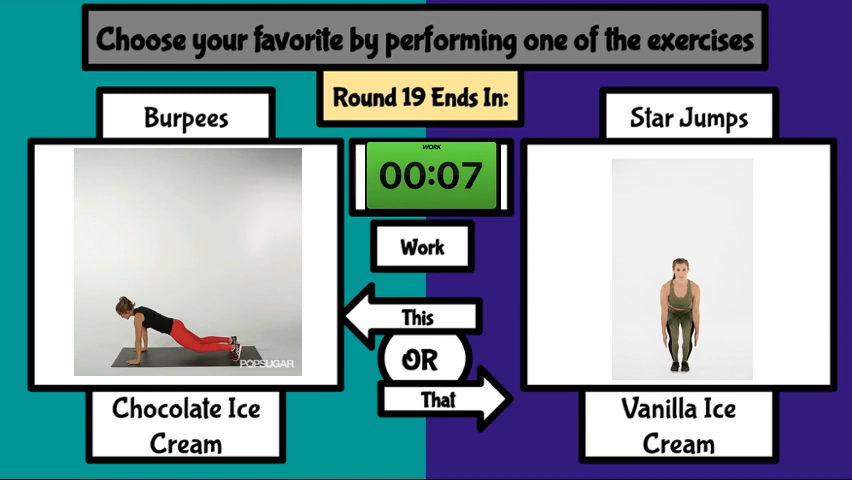 Choose your favorite by performing one of the exercises
Round 19 Ends In:
Burpees
Star Jumps
WORK
00:07
Work
This
OR
That
POPSUGAR
Chocolate Ice
Cream
Vanilla Ice
Cream